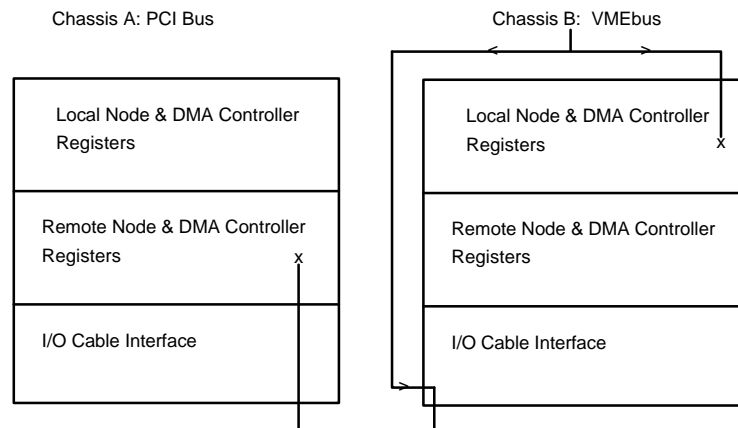 Chassis A: PCI Bus
Chassis B: VMEbus
Local Node & DMA Controller
Registers
Remote Node & DMA Controller
Registers
x
I/O Cable Interface
Local Node & DMA Controller
Registers
x
Remote Node & DMA Controller
Registers
I/O Cable Interface